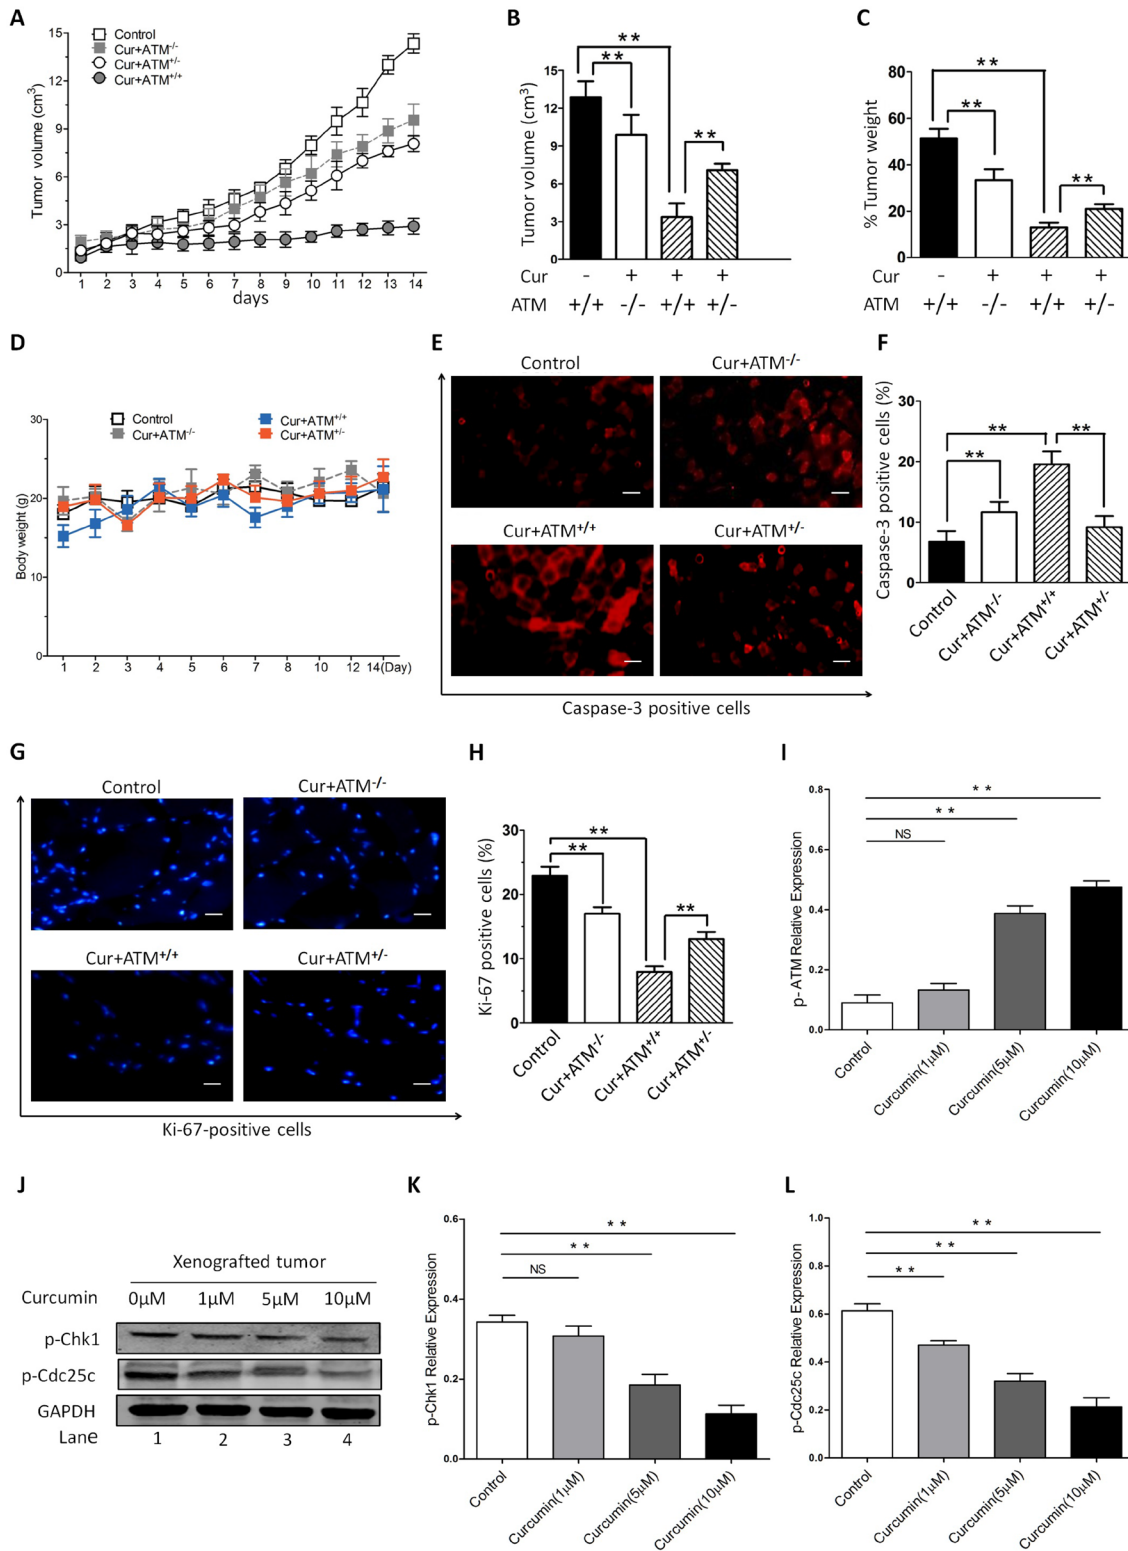 A
Control
Cur+ATM-/-
Cur+ATM+/-
Cur+ATM+/+
Tumor volume (cm3)
15
12
9
6
3
0
1 2 3 4 5 6 7 8 9 10 11 12 13 14
days
B
** ** **
Tumor volume (cm3)
15
12
9
6
3
0
Cur - + + +
ATM +/+ -/- +/+ +/-
C
** ** **
% Tumor weight
80
60
40
20
0
Cur - + + +
ATM +/+ -/- +/+ +/-
D
Control
Cur+ATM-/-
Cur+ATM+/+
Cur+ATM+/-
Body weight (g)
30
20
10
0
1 2 3 4 5 6 7 8 10 12 14(Day)
E
Control
Cur+ATM-/-
Cur+ATM+/+
Cur+ATM+/-
Caspase-3 positive cells
F
** ** **
Caspase-3 positive cells (%)
30
20
10
0
Control
Cur+ATM-/-
Cur+ATM+/+
Cur+ATM+/-
G
Control
Cur+ATM-/-
Cur+ATM+/+
Cur+ATM+/-
Ki-67-positive cells
H
** ** **
Ki-67 positive cells (%)
30
20
10
0
Control
Cur+ATM-/-
Cur+ATM+/+
Cur+ATM+/-
I
* *
* *
NS
p-ATM Relative Expression
0.8
0.6
0.4
0.2
0.0
Control
Curcumin(1μM)
Curcumin(5μM)
Curcumin(10μM)
J
Xenografted tumor
Curcumin 0μM 1μM 5μM 10μM
p-Chk1
p-Cdc25c
GAPDH
Lane 1 2 3 4
K
* *
* *
NS
p-Chk1 Relative Expression
0.6
0.4
0.2
0.0
Control
Curcumin(1μM)
Curcumin(5μM)
Curcumin(10μM)
L
* *
* *
* *
p-Cdc25c Relative Expression
1.0
0.8
0.6
0.4
0.2
0.0
Control
Curcumin(1μM)
Curcumin(5μM)
Curcumin(10μM)